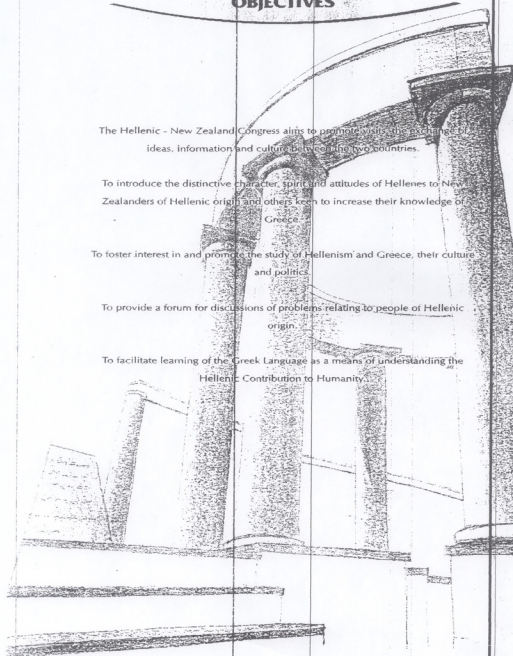 OBJECTIVES
The Hellenic - New Zealand Congress aims to promote visits, the exchange of
ideas, information and culture between the two countries.
To introduce the distinctive character, spirit and attitudes of Hellenes to New
Zealanders of Hellenic origin and others keen to increase their knowledge of
Greece.
To foster interest in and promote the study of Hellenism and Greece, their culture
and politics.
To provide a forum for discussions of problems relating to people of Hellenic
origin.
To facilitate learning of the Greek Language as a means of understanding the
Hellenic Contribution to Humanity.